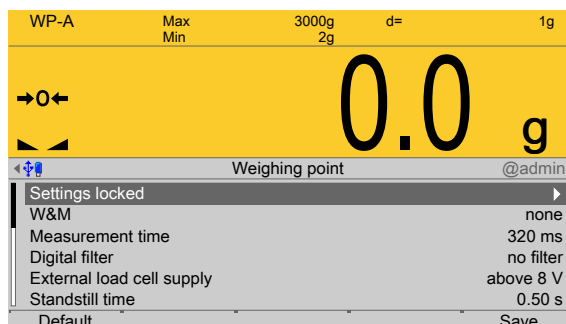 WP-A Max 3000g d= 1g
Min 2g
→0←
0.0 g
Weighing point @admin
Settings locked
W&M none
Measurement time 320 ms
Digital filter no filter
External load cell supply above 8 V
Standstill time 0.50 s
Default Save